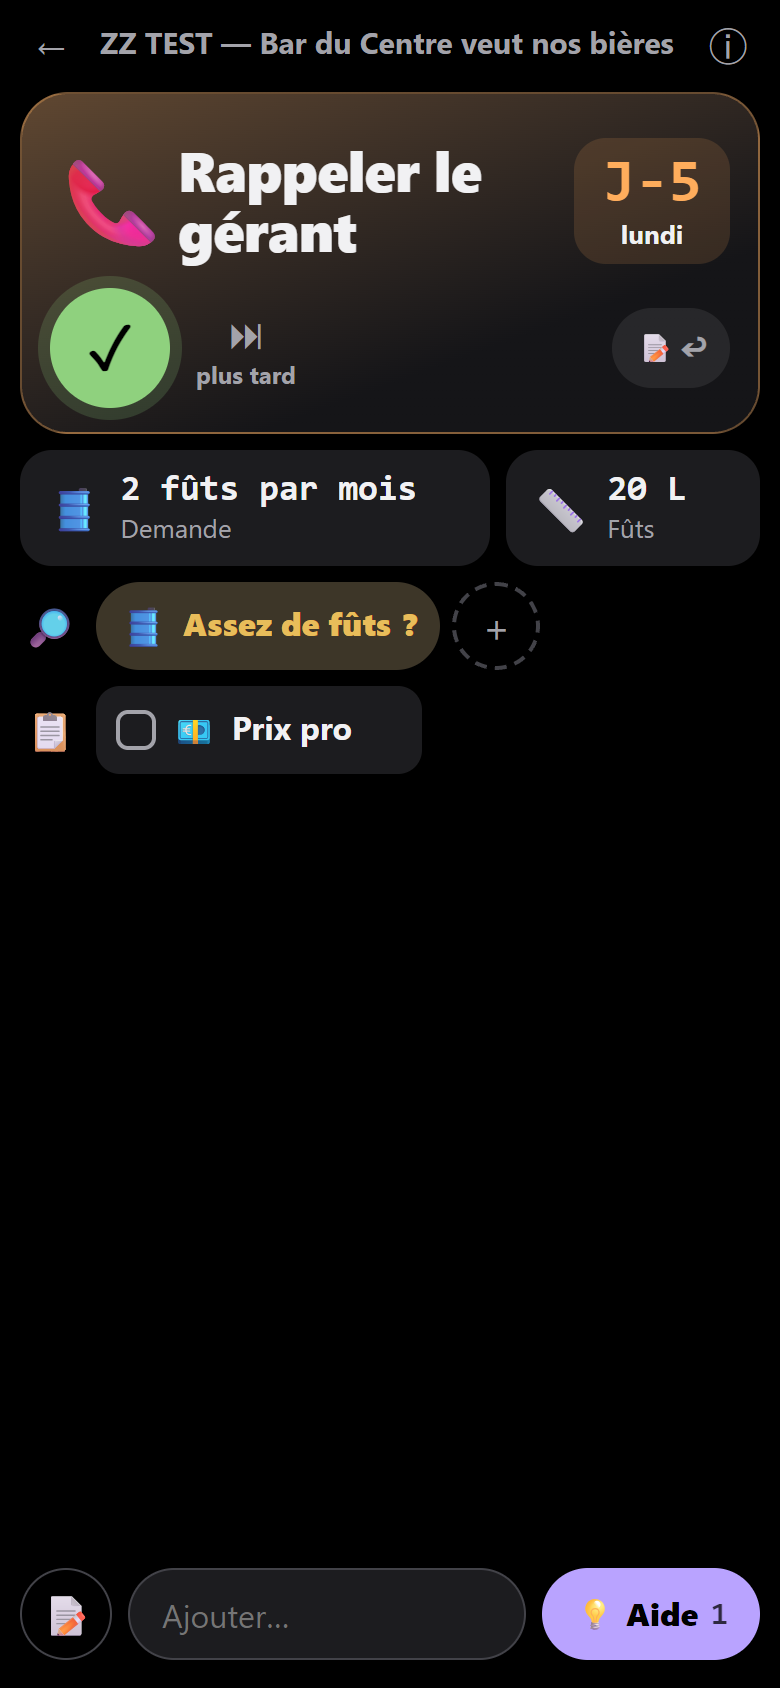 ← ZZ TEST — Bar du Centre veut nos bières ⓘ
Rappeler le
gérant
J-5
lundi
✓
plus tard
2 fûts par mois
Demande
20 L
Fûts
Assez de fûts ?
+
Prix pro
Ajouter...
Aide 1